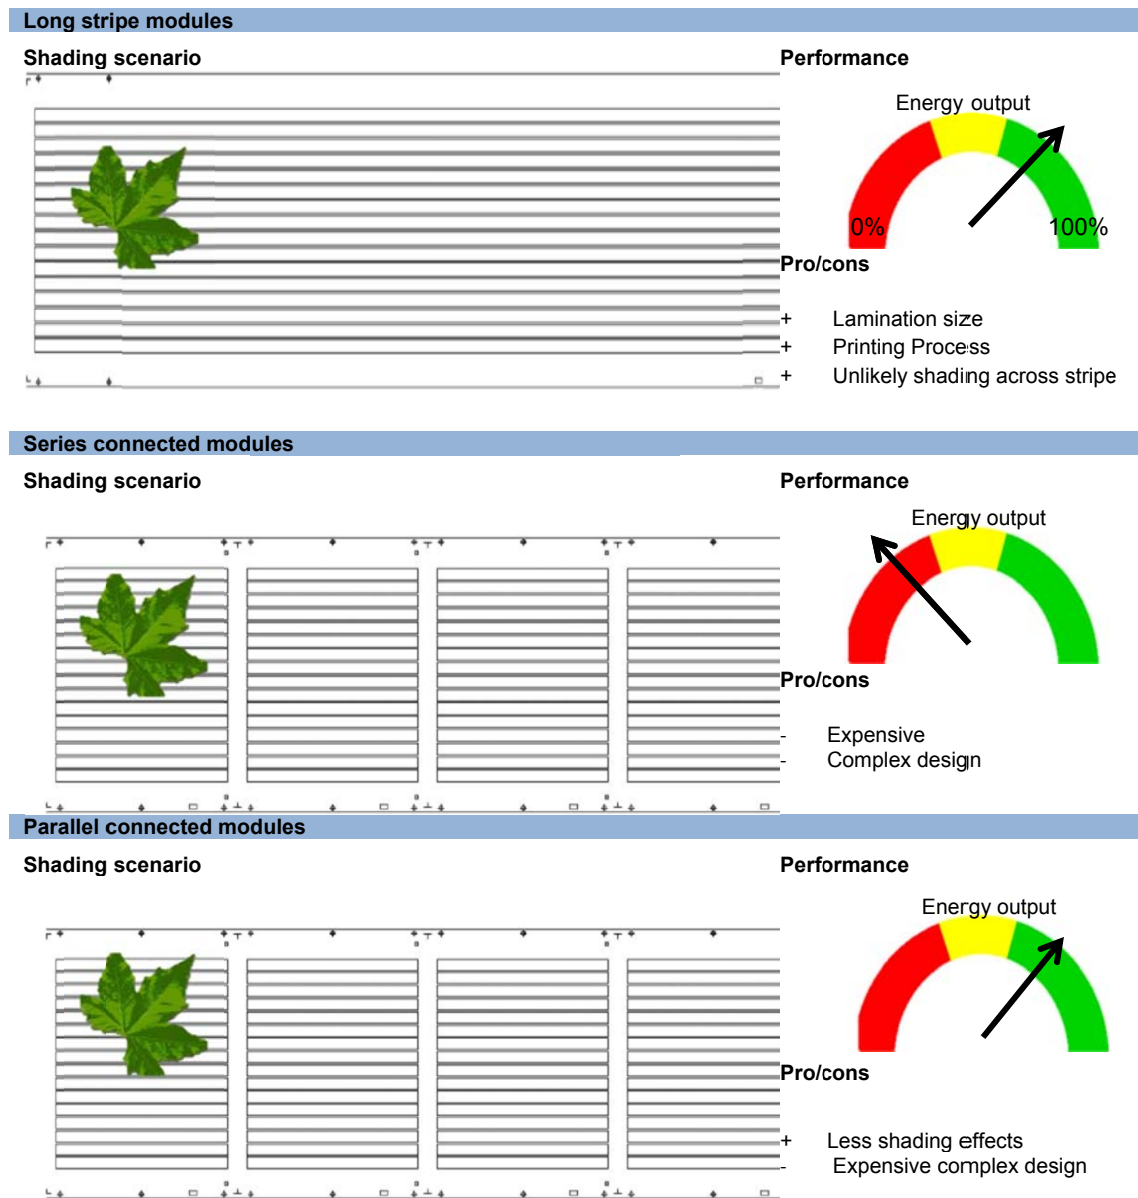 Long stripe modules
Shading scenario
Performance
Energy output
0%
100%
Pro/cons
+ Lamination size
+ Printing Process
+ Unlikely shading across stripe
Series connected modules
Shading scenario
Performance
Energy output
Pro/cons
- Expensive
- Complex design
Parallel connected modules
Shading scenario
Performance
Energy output
Pro/cons
+ Less shading effects
- Expensive complex design